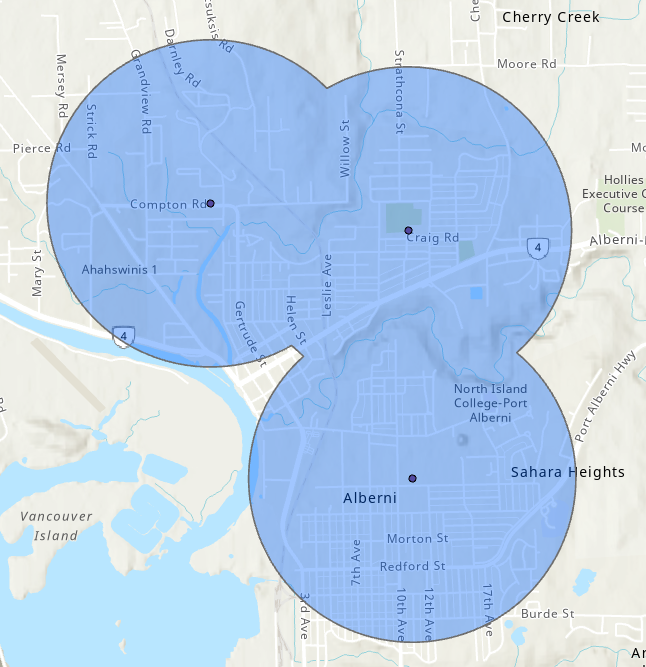 Cherry Creek
Darnley Rd
Grandview Rd
Mersey Rd
Strick Rd
Strathcona St
Moore Rd
Willow St
Pierce Rd
Hollies
Executive
Course
Compton Rd
Craig Rd
4
Mary St
Ahahswinis 1
Leslie Ave
Helen St
Gertrude St
4
Port Alberni Hwy
North Island
College-Port
Alberni
Sahara Heights
Alberni
Vancouver
Island
Morton St
Redford St
7th Ave
3rd Ave
10th Ave
12th Ave
17th Ave
Burde St